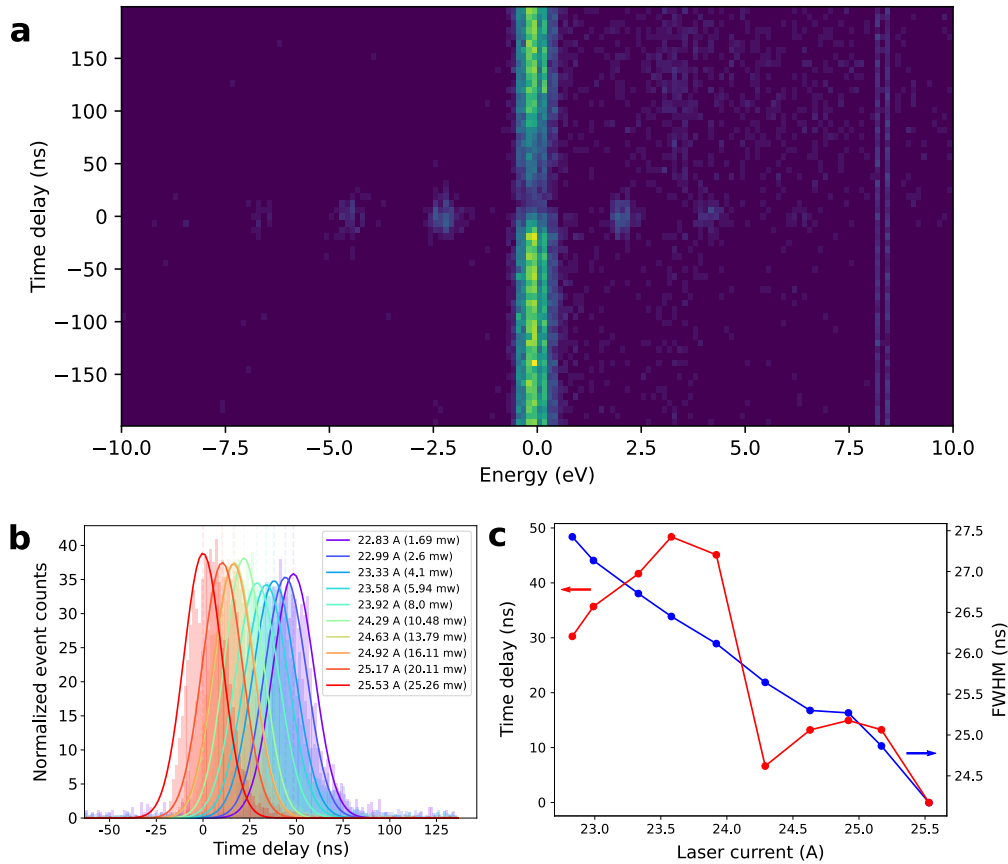 a
150
100
50
0
−50
−100
−150
Time delay (ns)
−10.0 −7.5 −5.0 −2.5 0.0 2.5 5.0 7.5 10.0
Energy (eV)
b
40
35
30
25
20
15
10
5
0
Normalized event counts
22.83 A (1.69 mw)
22.99 A (2.6 mw)
23.33 A (4.1 mw)
23.58 A (5.94 mw)
23.92 A (8.0 mw)
24.29 A (10.48 mw)
24.63 A (13.79 mw)
24.92 A (16.11 mw)
25.17 A (20.11 mw)
25.53 A (25.26 mw)
-50 -25 0 25 50 75 100 125
Time delay (ns)
c
50
40
30
20
10
0
Time delay (ns)
27.5
27.0
26.5
26.0
25.5
25.0
24.5
FWHM (ns)
23.0 23.5 24.0 24.5 25.0 25.5
Laser current (A)